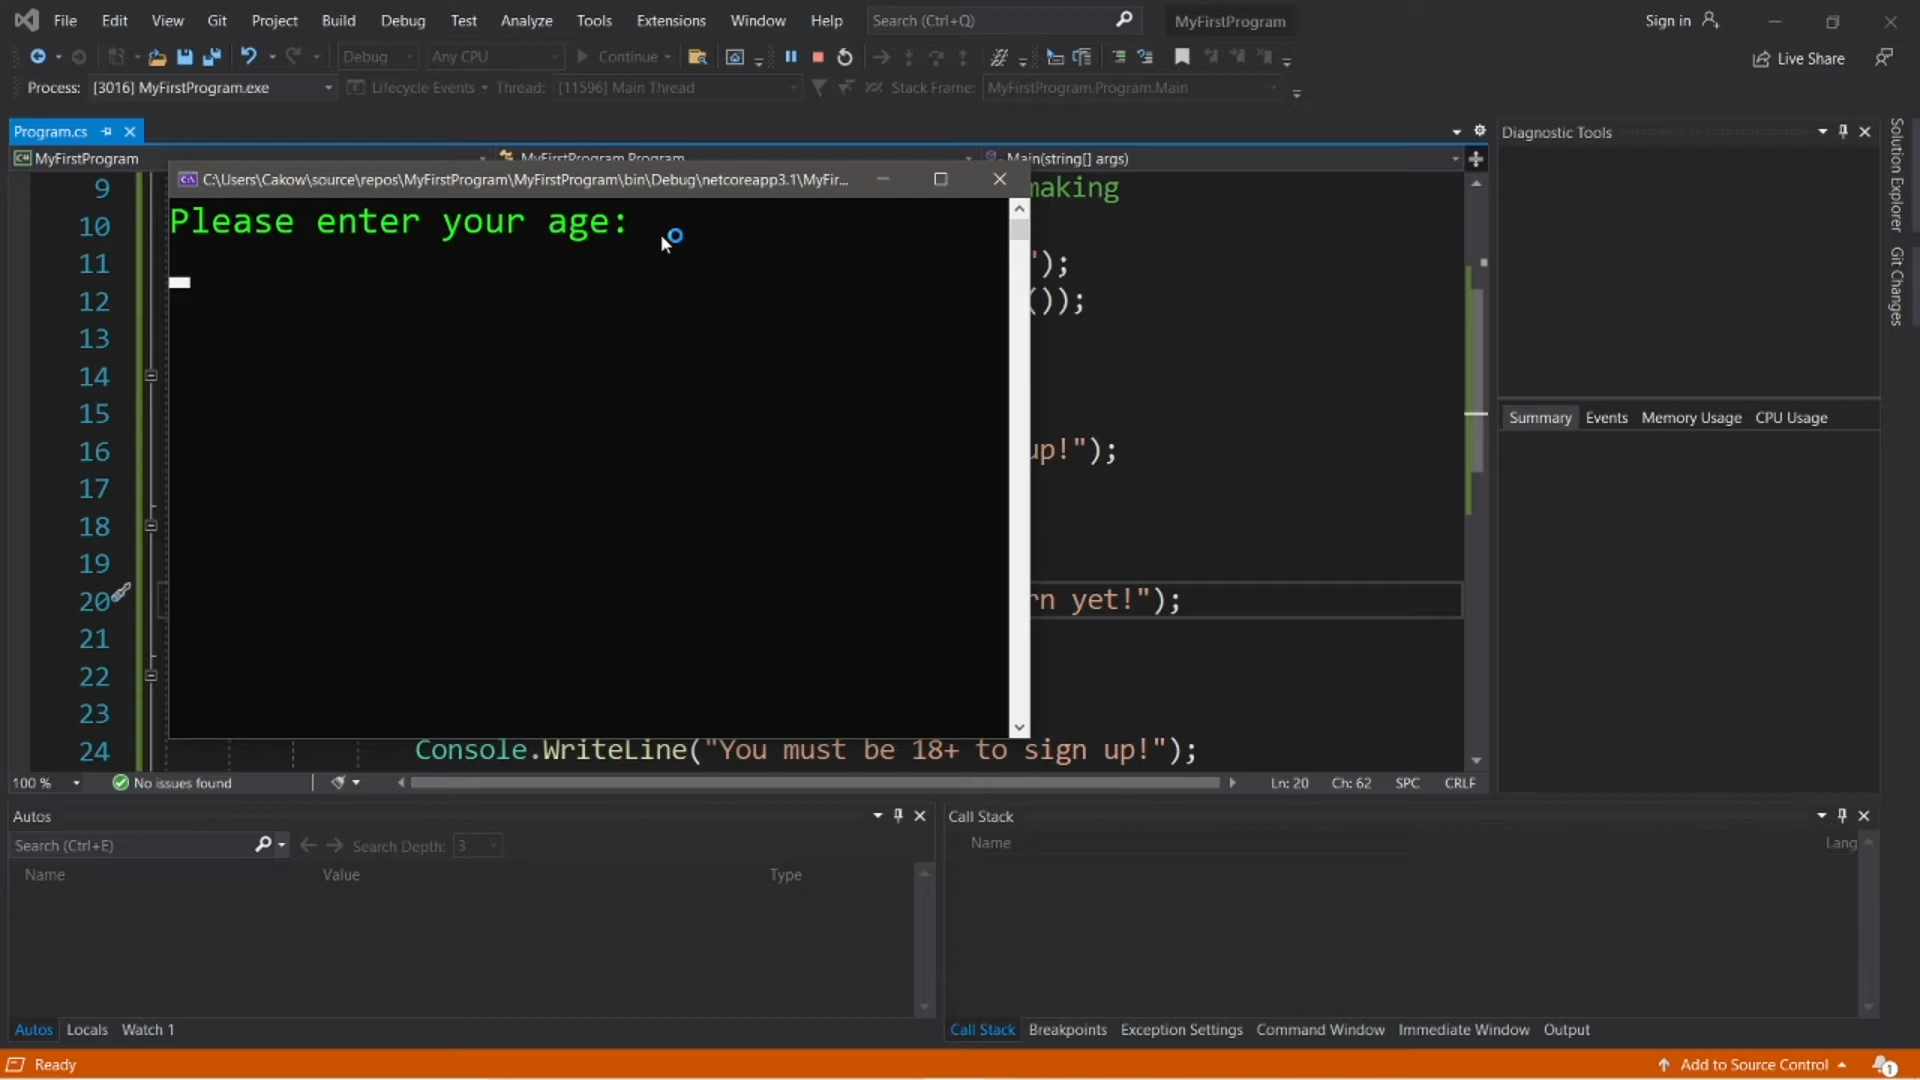 File Edit View Git Project Build Debug Test Analyze Tools Extensions Window Help Search (Ctrl+Q) MyFirstProgram Sign in
Debug Any CPU Continue Live Share
Process: [3016] MyFirstProgram.exe Lifecycle Events Thread: [11596] Main Thread Stack Frame: MyFirstProgram.Program.Main
Program.cs
MyFirstProgram MyFirstProgram.Program Main(string[] args)
C:\Users\Cakow\source\repos\MyFirstProgram\MyFirstProgram\bin\Debug\netcoreapp3.1\MyFir...
Please enter your age:
9 making
10
11 ");
12 ());
13
14
15
16 up!");
17
18
19
20 rn yet!");
21
22
23
24 Console.WriteLine("You must be 18+ to sign up!");
100 % No issues found Ln: 20 Ch: 62 SPC CRLF
Diagnostic Tools
Summary Events Memory Usage CPU Usage
Solution Explorer
Git Changes
Autos
Search (Ctrl+E) Search Depth: 3
Name Value Type
Autos Locals Watch 1
Call Stack
Name Lang
Call Stack Breakpoints Exception Settings Command Window Immediate Window Output
Ready Add to Source Control 1